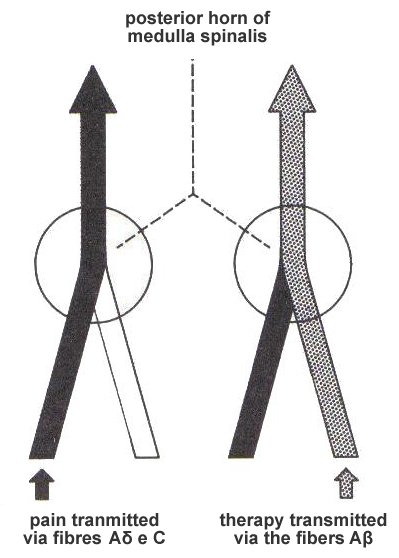 posterior horn of
medulla spinalis
pain tranmitted
via fibres Aδ e C
therapy transmitted
via the fibers Aβ